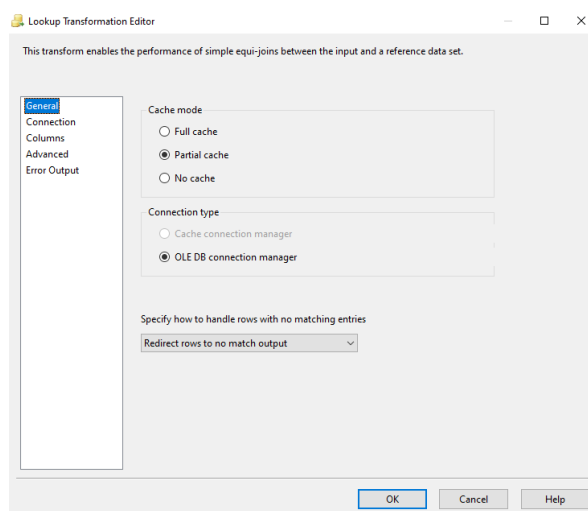 Lookup Transformation Editor
This transform enables the performance of simple equi-joins between the input and a reference data set.
General
Connection
Columns
Advanced
Error Output
Cache mode
Full cache
Partial cache
No cache
Connection type
Cache connection manager
OLE DB connection manager
Specify how to handle rows with no matching entries
Redirect rows to no match output
OK Cancel Help